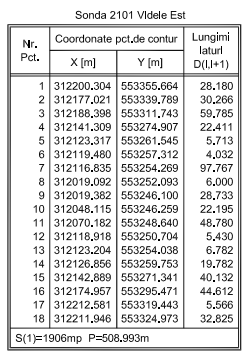 Sonda 2101 VIdele Est
Nr. Pct. Coordonate pct.de contur Lungimi laturI D(I,I+1)
X [m] Y [m]
1 312200.304 553355.664 28.180
2 312177.021 553339.789 30.266
3 312188.398 553311.743 59.785
4 312141.309 553274.907 22.411
5 312123.317 553261.545 5.713
6 312119.480 553257.312 4.032
7 312116.835 553254.269 97.767
8 312019.092 553252.093 6.000
9 312019.382 553246.100 28.733
10 312048.115 553246.259 22.195
11 312070.182 553248.640 48.780
12 312118.918 553250.704 5.430
13 312123.204 553254.038 6.782
14 312126.856 553259.753 19.782
15 312142.889 553271.341 40.132
16 312174.957 553295.471 44.612
17 312212.581 553319.443 5.566
18 312211.946 553324.973 32.825
S(1)=1906mp P=508.993m